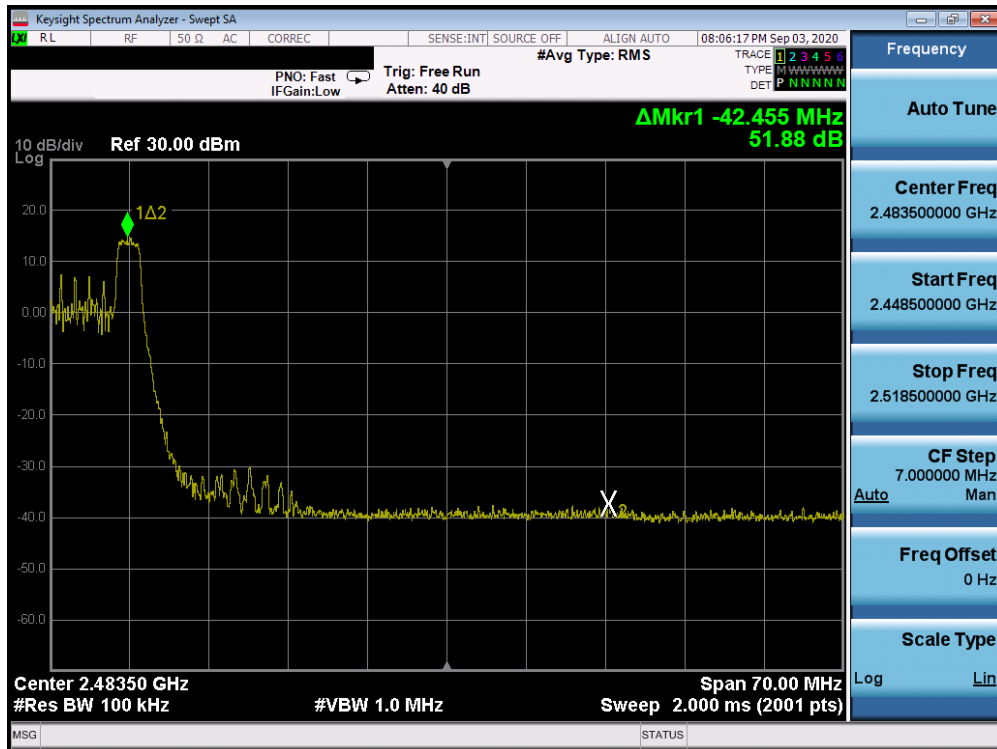 Keysight Spectrum Analyzer - Swept SA
LXI RL RF 50 Ω AC CORREC SENSE:INT SOURCE OFF ALIGN AUTO 08:06:17 PM Sep 03, 2020
Frequency
#Avg Type: RMS
TRACE 1 2 3 4 5 6
PNO: Fast Trig: Free Run
TYPE M WWWWW
IFGain:Low Atten: 40 dB
DET P N N N N N
Auto Tune
ΔMkr1 -42.455 MHz
51.88 dB
10 dB/div Ref 30.00 dBm
Log
20.0
10.0
0.00
-10.0
-20.0
-30.0
-40.0
-50.0
-60.0
1Δ2
X2
Center Freq
2.483500000 GHz
Start Freq
2.448500000 GHz
Stop Freq
2.518500000 GHz
CF Step
7.000000 MHz
Auto Man
Freq Offset
0 Hz
Scale Type
Log Lin
Center 2.48350 GHz Span 70.00 MHz
#Res BW 100 kHz #VBW 1.0 MHz Sweep 2.000 ms (2001 pts)
MSG STATUS